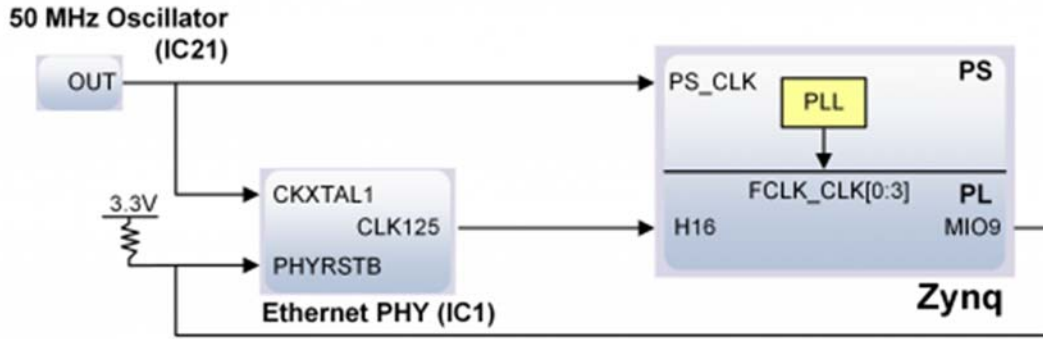 50 MHz Oscillator
(IC21)
OUT
PS_CLK
PS
PLL
FCLK_CLK[0:3]
PL
H16
MIO9
Zynq
3.3V
CKXTAL1
CLK125
PHYRSTB
Ethernet PHY (IC1)